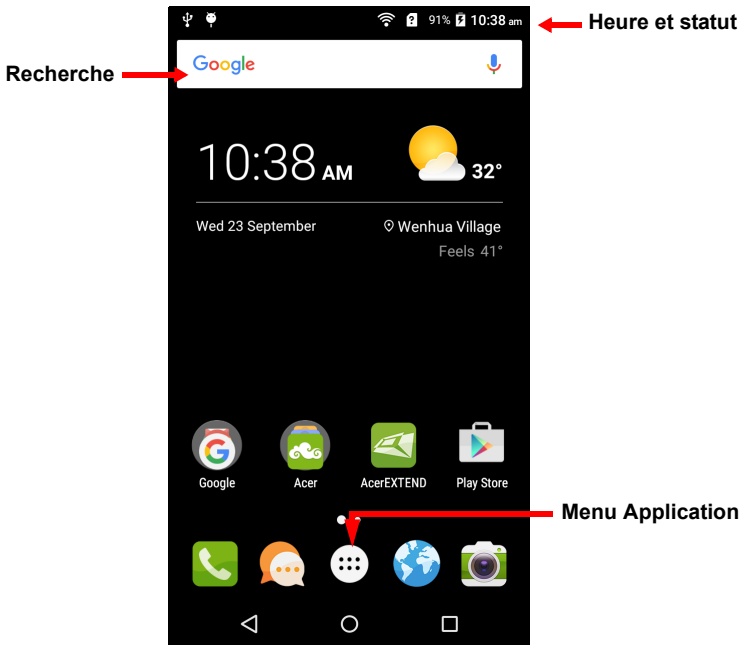 91% 10:38 am
Heure et statut
Recherche
Google
10:38 AM
32°
Wed 23 September
Wenhua Village
Feels 41°
Google
Acer
AcerEXTEND
Play Store
Menu Application